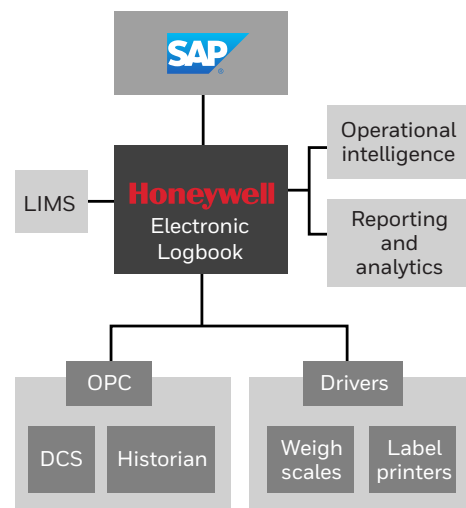 SAP
®
Operational
intelligence
LIMS
Honeywell
Electronic
Logbook
Reporting
and
analytics
OPC
Drivers
DCS
Historian
Weigh
scales
Label
printers